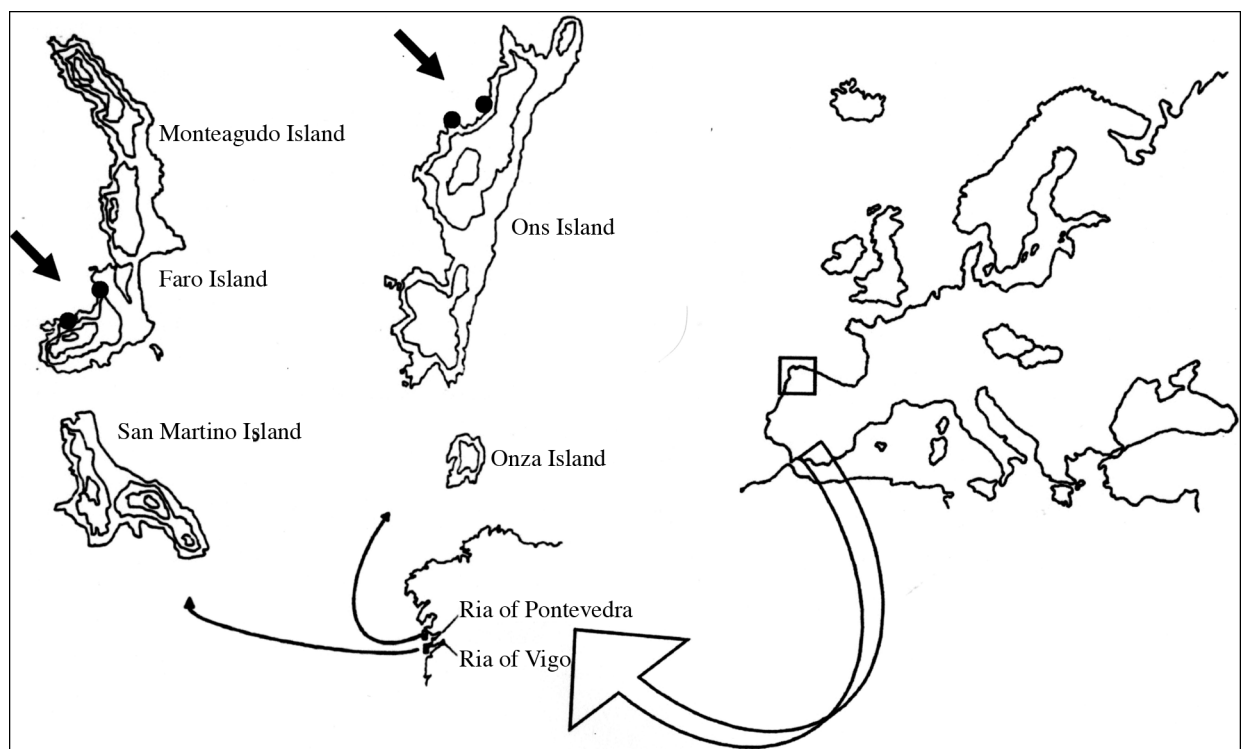 Monteagudo Island
Ons Island
Faro Island
San Martino Island
Onza Island
Ria of Pontevedra
Ria of Vigo